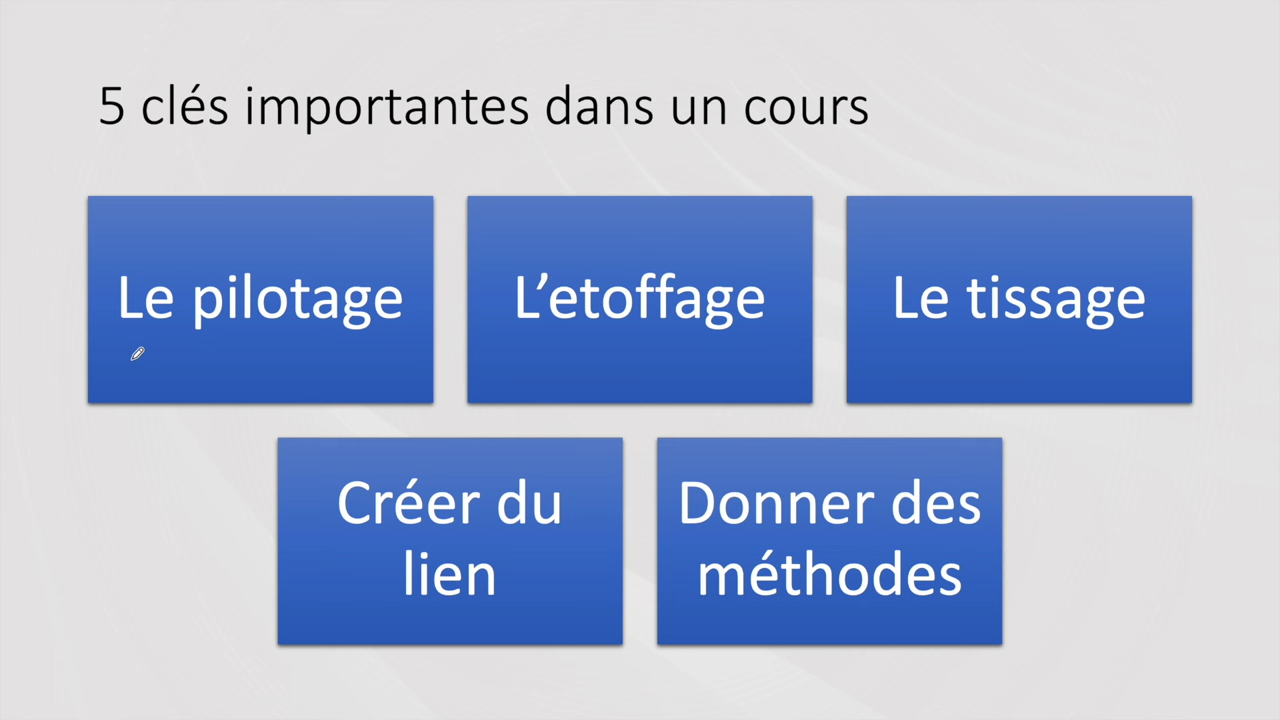 5 clés importantes dans un cours
Le pilotage
L’etoffage
Le tissage
Créer du
lien
Donner des
méthodes